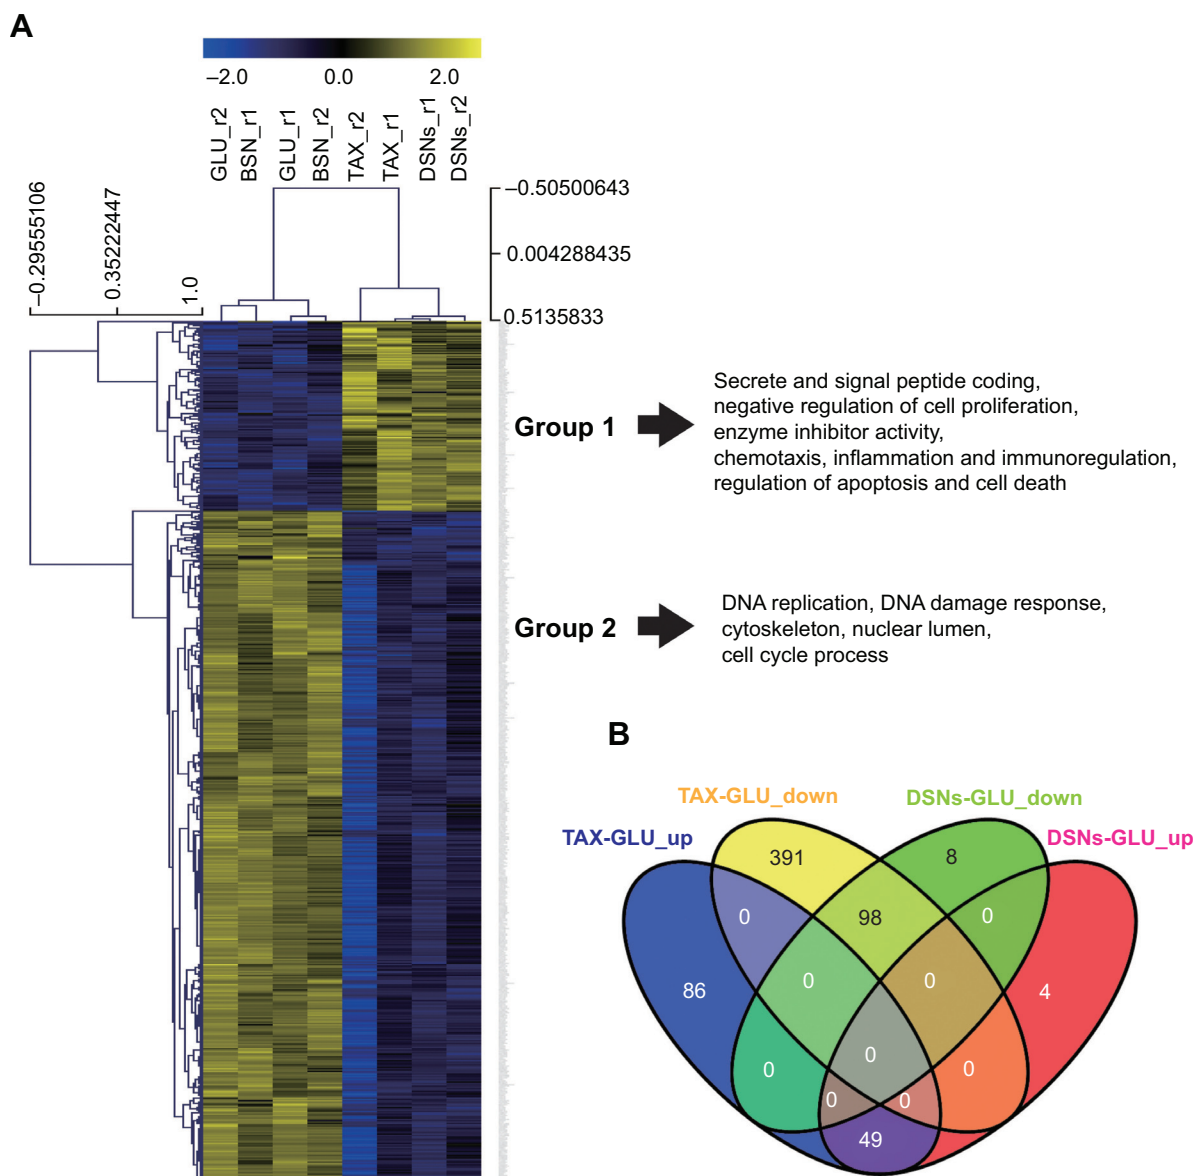 A
–2.0 0.0 2.0
GLU_r2 BSN_r1 GLU_r1 BSN_r2 TAX_r2 TAX_r1 DSNs_r1 DSNs_r2
–0.29555106 0.35222447 1.0
–0.50500643
0.004288435
0.5135833
Group 1
Secrete and signal peptide coding,
negative regulation of cell proliferation,
enzyme inhibitor activity,
chemotaxis, inflammation and immunoregulation,
regulation of apoptosis and cell death
Group 2
DNA replication, DNA damage response,
cytoskeleton, nuclear lumen,
cell cycle process
B
TAX-GLU_down DSNs-GLU_down
TAX-GLU_up DSNs-GLU_up
391 8
0 98 0
86 0 0 4
0 0 0
0 0
49